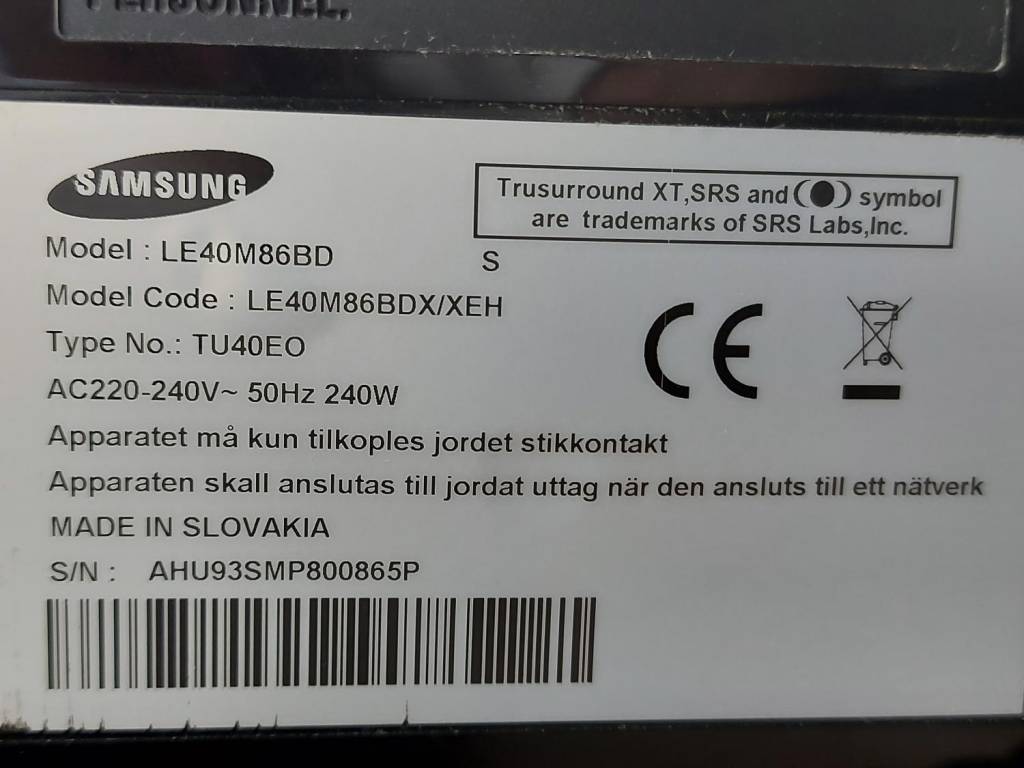 PERSONNEL.
SAMSUNG
Trusurround XT,SRS and (●) symbol
are trademarks of SRS Labs,Inc.
Model : LE40M86BD S
Model Code : LE40M86BDX/XEH
Type No.: TU40EO
AC220-240V~ 50Hz 240W
Apparatet må kun tilkoples jordet stikkontakt
Apparaten skall anslutas till jordat uttag när den ansluts till ett nätverk
MADE IN SLOVAKIA
S/N : AHU93SMP800865P
CE